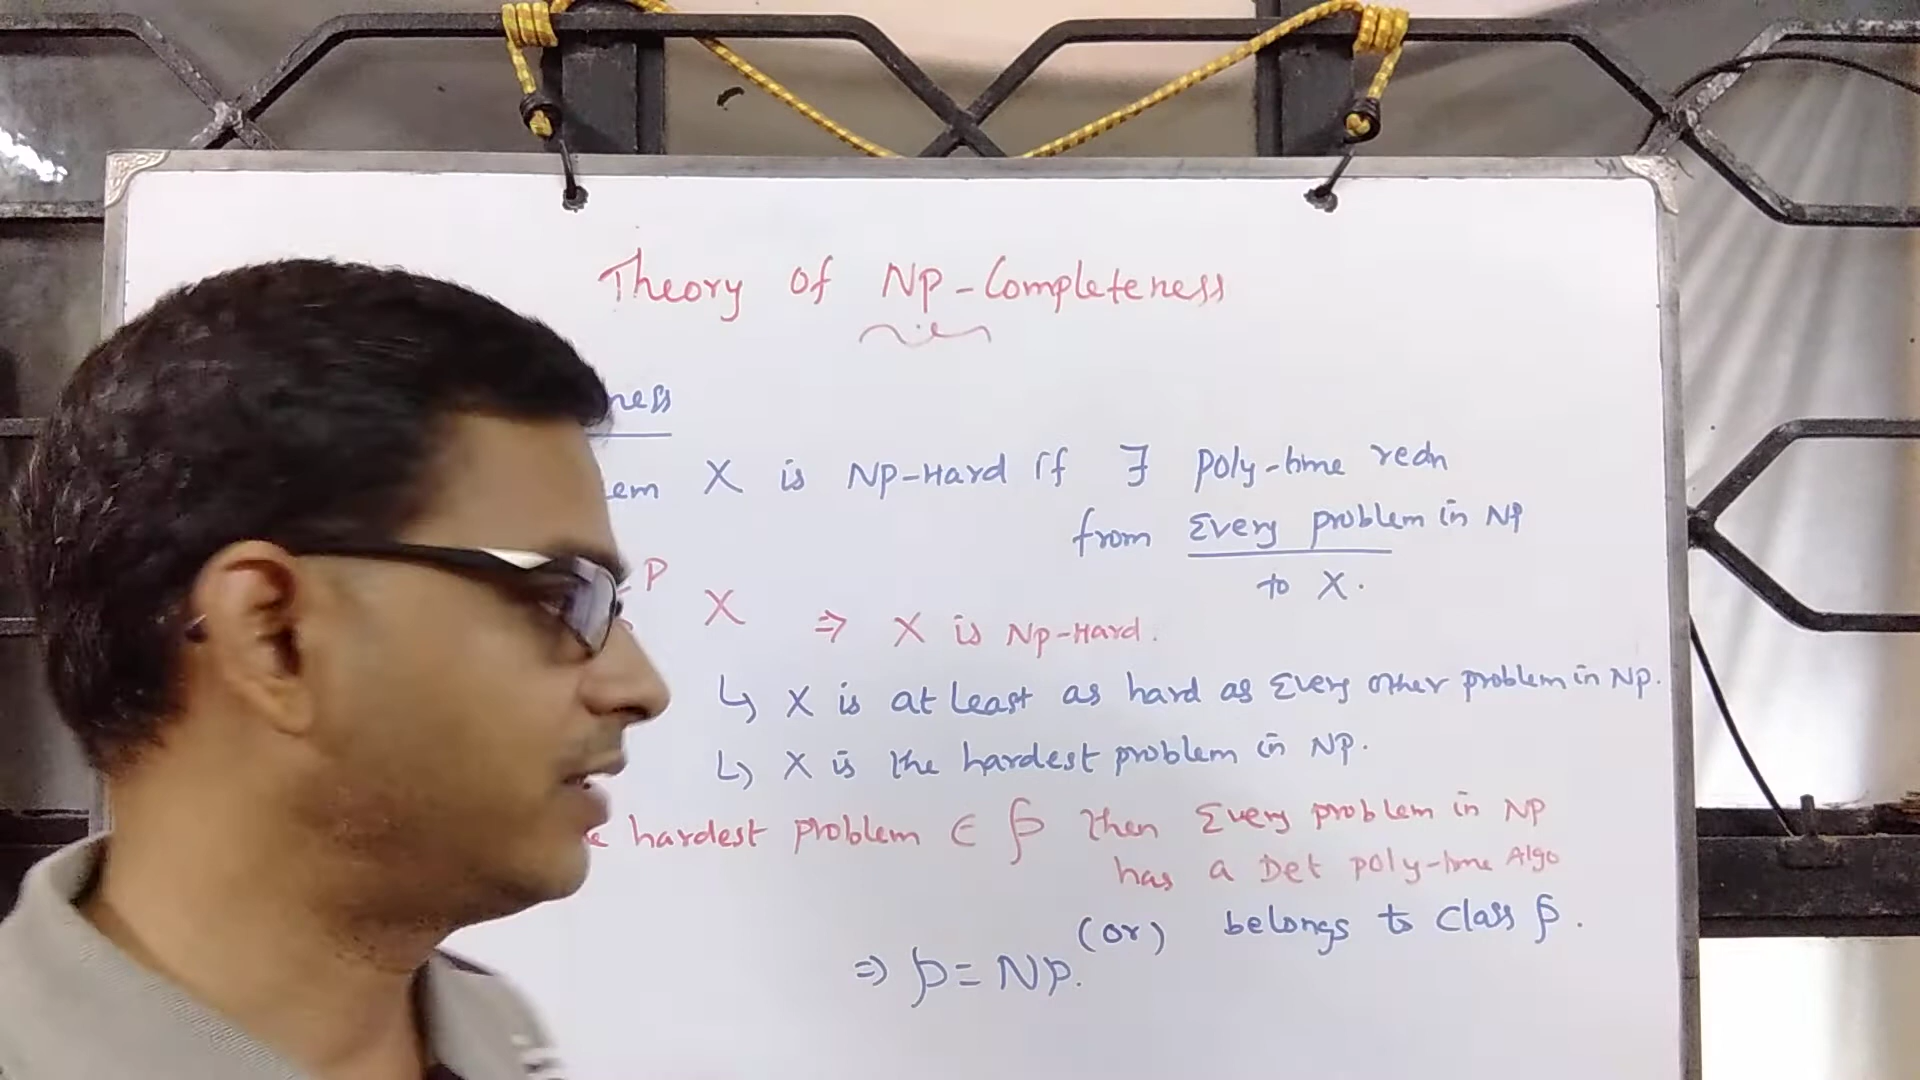 Theory of NP-Completeness
ness
em X is NP-Hard if ∃ poly-time redn
from Every problem in NP
to X.
P X ⇒ X is NP-Hard.
↳ X is at least as hard as Every other problem in NP.
↳ X is the hardest problem in NP.
hardest problem ∈ P then Every problem in NP
has a Det poly-time Algo
(or) belongs to Class P.
⇒ P = NP.